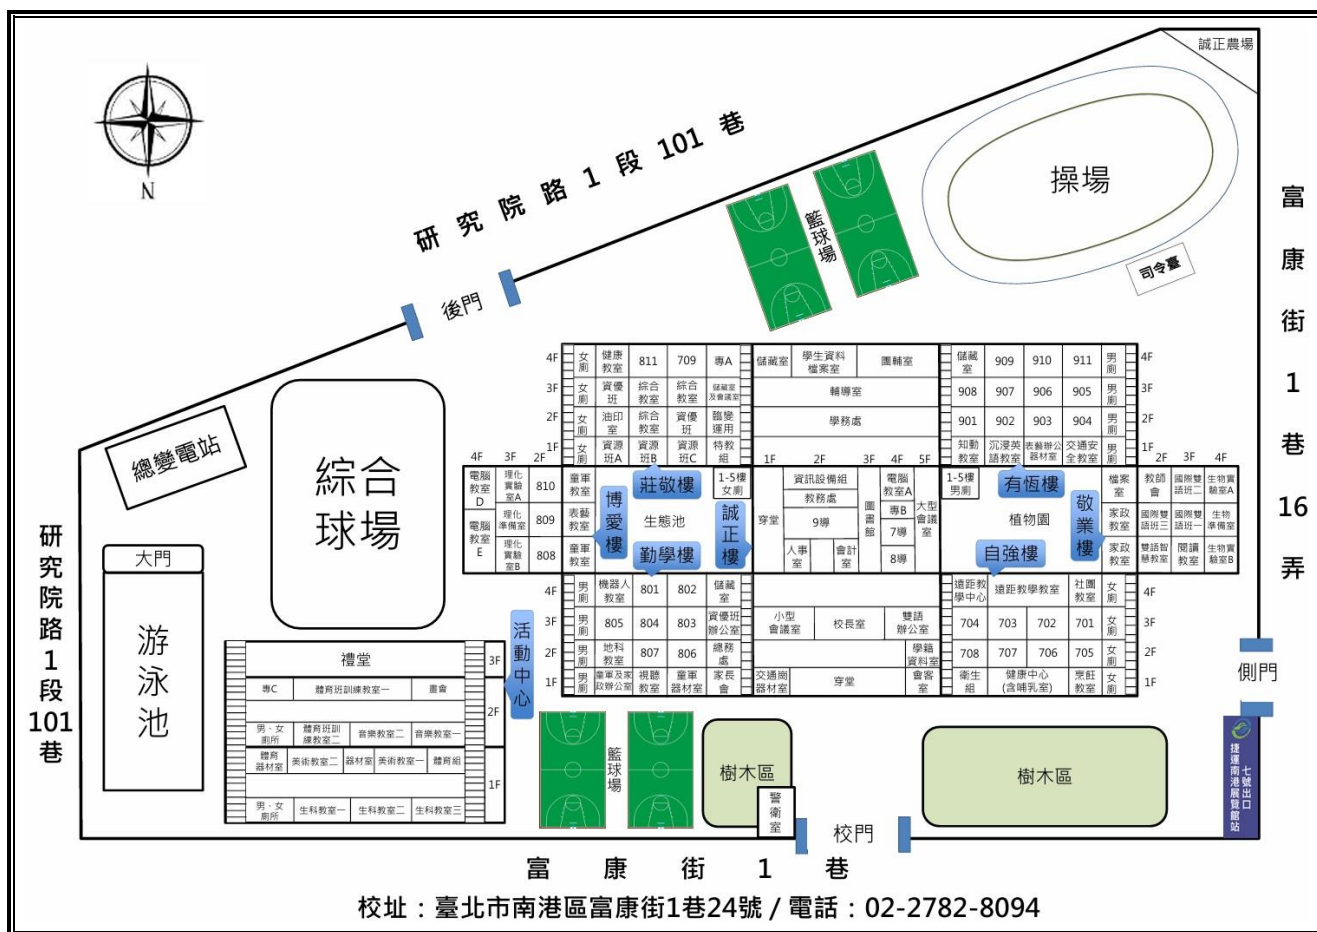 誠正農場
操場
司令臺
研究院路1段101巷
籃球場
富康街1巷16弄
後門
N
總變電站
綜合
球場
大門
游泳池
研究院路1段101巷
4F 女廁 健康教室 811 709 專A 儲藏室 學生資料檔案室 團輔室 儲藏室 909 910 911 男廁 4F
3F 女廁 資優班 綜合教室 綜合教室 儲藏室及會議室 輔導室 908 907 906 905 男廁 3F
2F 女廁 油印室 綜合教室 資優班 臨變運用 學務處 901 902 903 904 男廁 2F
1F 女廁 資源班A 資源班B 資源班C 特教組 知動教室 沉浸英語教室 表藝辦公器材室 交通安全教室 男廁 1F
4F 3F 2F
電腦教室D 理化實驗室A 810 童軍教室
理化準備室 809 表藝教室
電腦教室E 理化實驗室B 808 童軍教室
博愛樓
莊敬樓
生態池
勤學樓
1-5樓女廁
誠正樓
1F 2F 3F 4F 5F
穿堂
資訊設備組
教務處
9導
人事室 會計室
圖書館
電腦教室A
專B
7導
8導
大型會議室
1-5樓男廁
有恆樓
植物園
自強樓
敬業樓
2F 3F 4F
檔案室 教師會 國際雙語班二 生物實驗室A
家政教室 國際雙語班三 國際雙語班一 生物準備室
家政教室 雙語智慧教室 閱讀教室 生物實驗室B
4F 男廁 機器人教室 801 802 儲藏室 遠距教學中心 遠距教學教室 社團教室 女廁 4F
3F 男廁 805 804 803 資優班辦公室 小型會議室 校長室 雙語辦公室 704 703 702 701 女廁 3F
2F 男廁 地科教室 807 806 總務處 學籍資料室 708 707 706 705 女廁 2F
1F 男廁 童軍及家政辦公室 視聽教室 童軍器材室 家長會 交通崗器材室 穿堂 會客室 衛生組 健康中心(含哺乳室) 烹飪教室 女廁 1F
活動中心
禮堂 3F
專C 體育班訓練教室一 畫會
2F
男、女廁所 體育班訓練教室二 音樂教室二 音樂教室一
體育器材室 美術教室二 器材室 美術教室一 體育組
1F
男、女廁所 生科教室一 生科教室二 生科教室三
籃球場
樹木區
警衛室
校門
樹木區
側門
七號出口
捷運南港展覽館站
富康街1巷
校址：臺北市南港區富康街1巷24號 / 電話：02-2782-8094